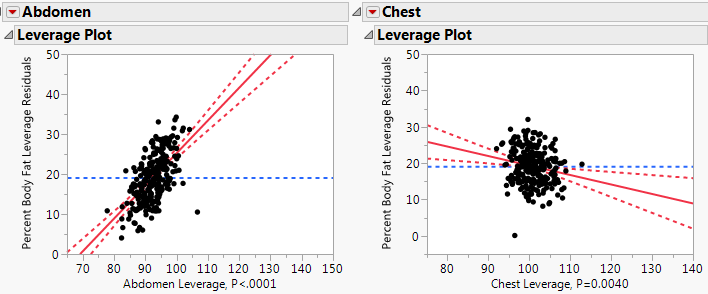 Abdomen
Leverage Plot
Percent Body Fat Leverage Residuals
50
40
30
20
10
0
70 80 90 100 110 120 130 140 150
Abdomen Leverage, P<.0001
Chest
Leverage Plot
Percent Body Fat Leverage Residuals
50
40
30
20
10
0
80 90 100 110 120 130 140
Chest Leverage, P=0.0040